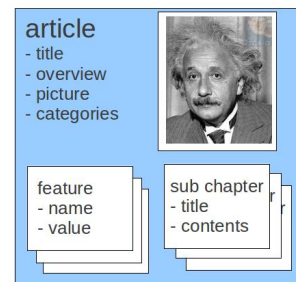 article
- title
- overview
- picture
- categories
feature
- name
- value
sub chapter
- title
- contents
r
r